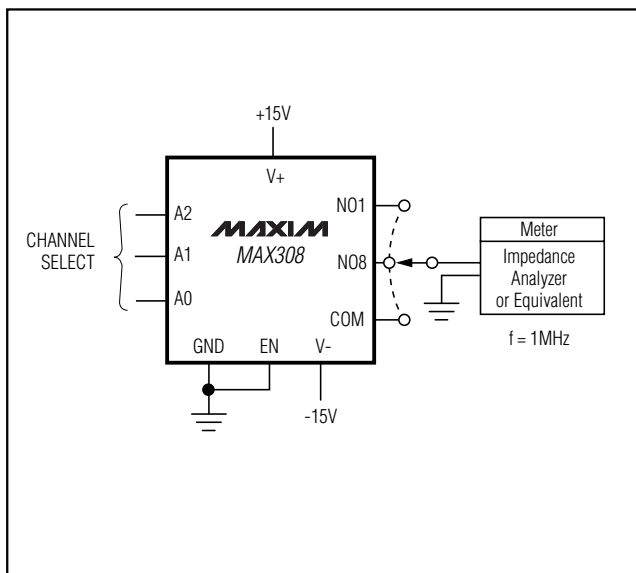 +15V
V+
CHANNEL
SELECT
A2
A1
A0
MAXIM
MAX308
NO1
NO8
COM
GND
EN
V-
-15V
Meter
Impedance
Analyzer
or Equivalent
f = 1MHz